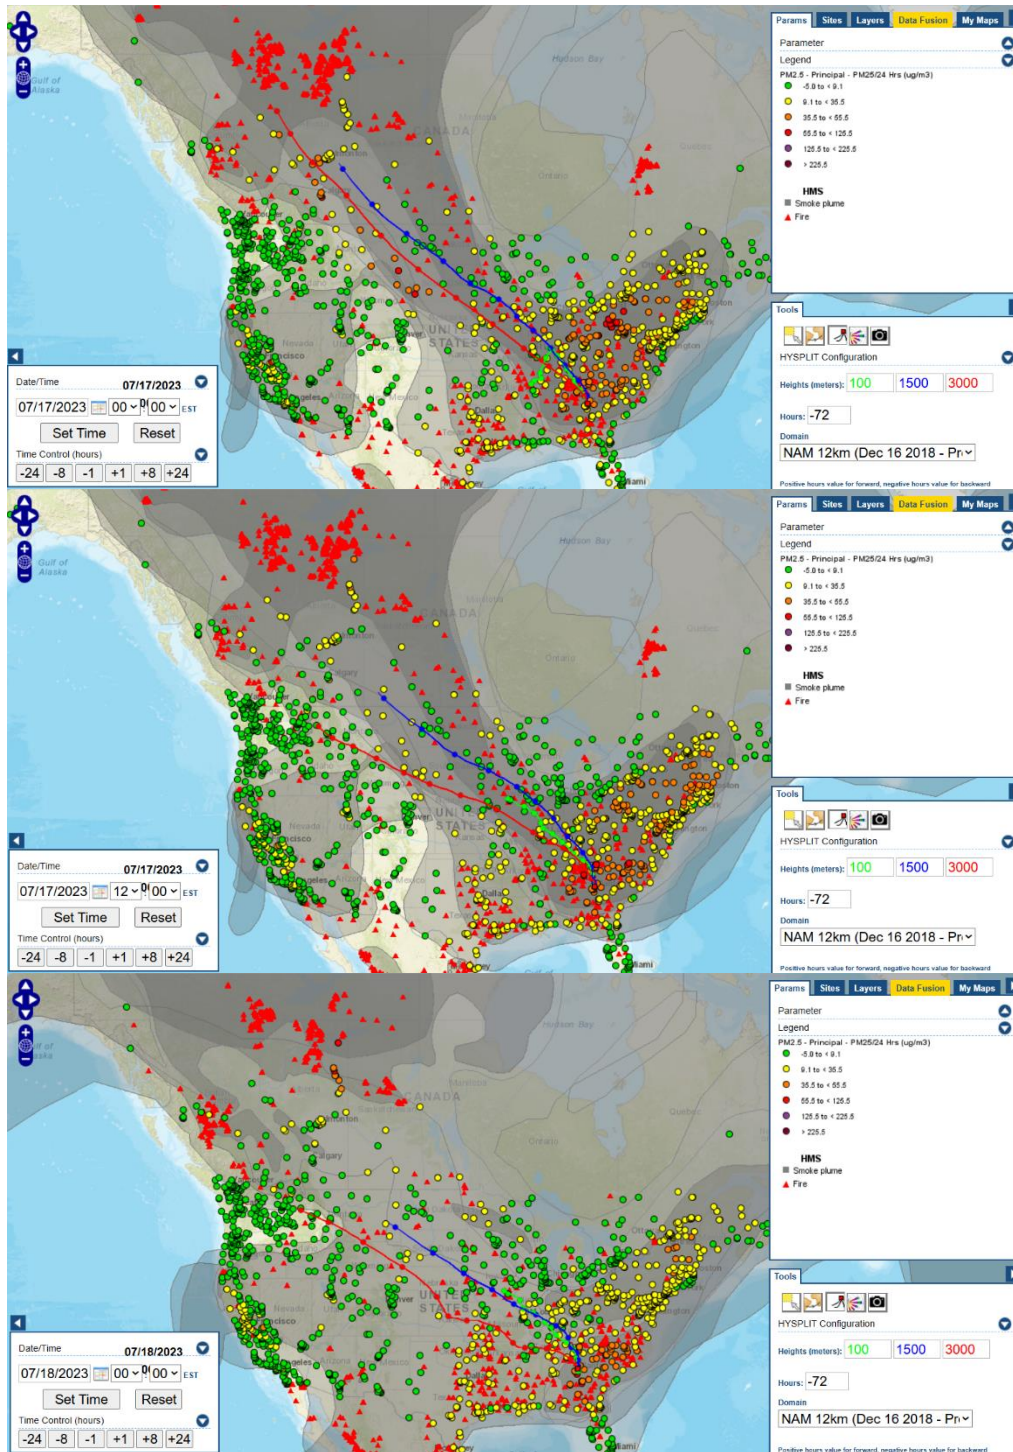 Params Sites Layers Data Fusion My Maps
Parameter
Legend
PM2.5 - Principal - PM25/24 Hrs (ug/m3)
-5.0 to < 9.1
9.1 to < 35.5
35.5 to < 55.5
55.5 to < 125.5
125.5 to < 225.5
> 225.5
HMS
Smoke plume
Fire
Gulf of
Alaska
Hudson Bay
CANADA
Ontario
Quebec
Calgary
UNITED
STATES
Nevada
Dallas
Miami
Tools
HYSPLIT Configuration
Heights (meters): 100 1500 3000
Hours: -72
Domain
NAM 12km (Dec 16 2018 - Pr
Positive hours value for forward, negative hours value for backward
Date/Time 07/17/2023
07/17/2023 00 00 EST
Set Time Reset
Time Control (hours)
-24 -8 -1 +1 +8 +24
Params Sites Layers Data Fusion My Maps
Parameter
Legend
PM2.5 - Principal - PM25/24 Hrs (ug/m3)
-5.0 to < 9.1
9.1 to < 35.5
35.5 to < 55.5
55.5 to < 125.5
125.5 to < 225.5
> 225.5
HMS
Smoke plume
Fire
Gulf of
Alaska
Hudson Bay
CANADA
Ontario
Quebec
Calgary
UNITED
STATES
Nevada
Dallas
Miami
Tools
HYSPLIT Configuration
Heights (meters): 100 1500 3000
Hours: -72
Domain
NAM 12km (Dec 16 2018 - Pr
Positive hours value for forward, negative hours value for backward
Date/Time 07/17/2023
07/17/2023 12 00 EST
Set Time Reset
Time Control (hours)
-24 -8 -1 +1 +8 +24
Params Sites Layers Data Fusion My Maps
Parameter
Legend
PM2.5 - Principal - PM25/24 Hrs (ug/m3)
-5.0 to < 9.1
9.1 to < 35.5
35.5 to < 55.5
55.5 to < 125.5
125.5 to < 225.5
> 225.5
HMS
Smoke plume
Fire
Hudson Bay
CANADA
Ontario
Quebec
Calgary
UNITED
STATES
Nevada
Miami
Tools
HYSPLIT Configuration
Heights (meters): 100 1500 3000
Hours: -72
Domain
NAM 12km (Dec 16 2018 - Pr
Positive hours value for forward, negative hours value for backward
Date/Time 07/18/2023
07/18/2023 00 00 EST
Set Time Reset
Time Control (hours)
-24 -8 -1 +1 +8 +24